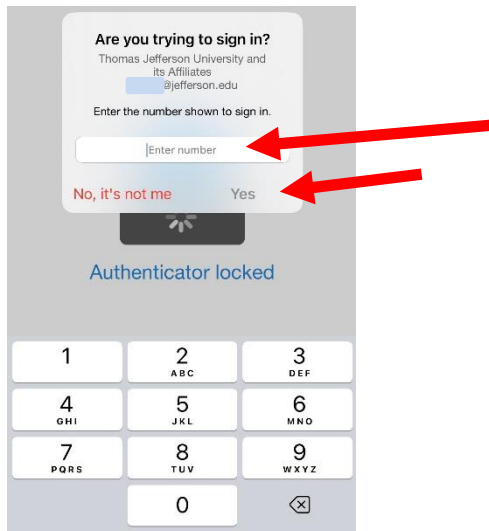 Are you trying to sign in?
Thomas Jefferson University and
its Affiliates
@jefferson.edu
Enter the number shown to sign in.
Enter number
No, it's not me Yes
Authenticator locked
1 2 3
ABC DEF
4 5 6
GHI JKL MNO
7 8 9
PQRS TUV WXYZ
0